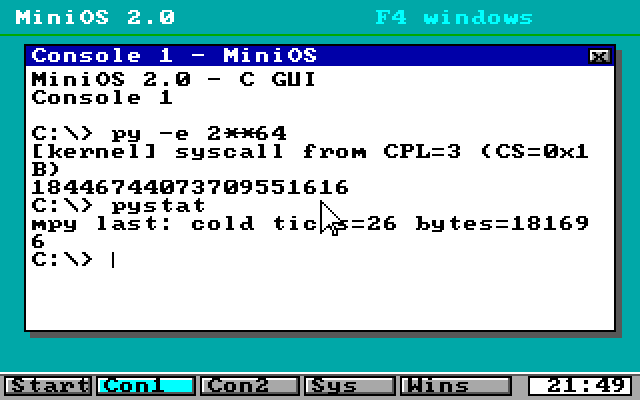 MiniOS 2.0 F4 windows
Console 1 - MiniOS
MiniOS 2.0 - C GUI
Console 1
C:\> py -e 2**64
[kernel] syscall from CPL=3 (CS=0x1
B)
18446744073709551616
C:\> pystat
mpy last: cold ticks=26 bytes=18169
6
C:\>
Start Con1 Con2 Sys Wins 21:49